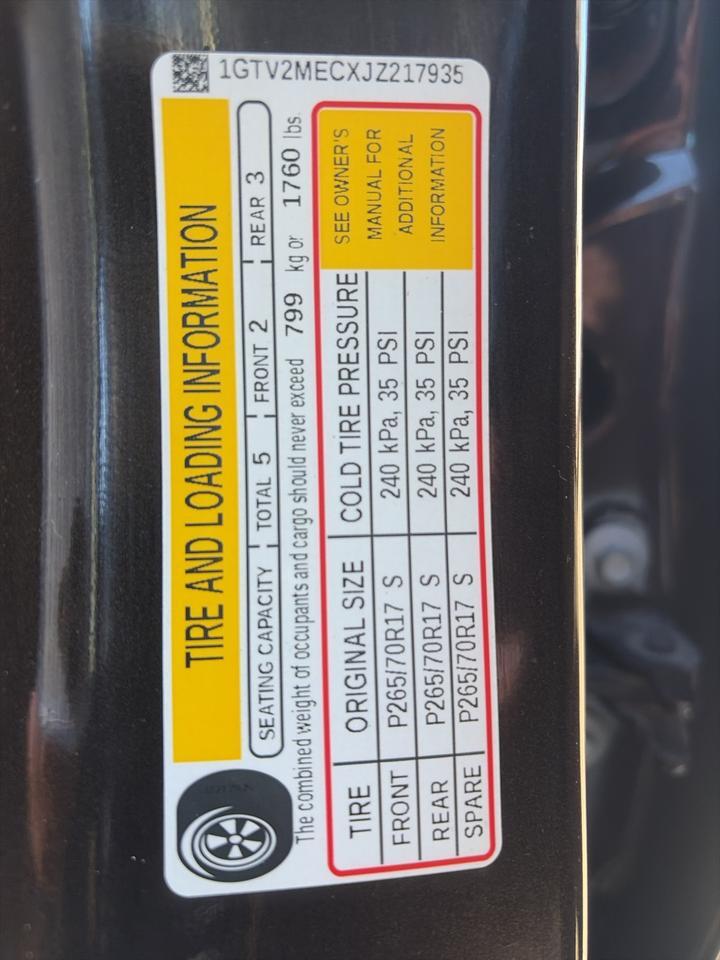 1GTV2MECXJZ217935
TIRE AND LOADING INFORMATION
SEATING CAPACITY TOTAL 5 FRONT 2 REAR 3
The combined weight of occupants and cargo should never exceed 799 kg or 1760 lbs.
TIRE ORIGINAL SIZE COLD TIRE PRESSURE
FRONT P265/70R17 S 240 kPa, 35 PSI
REAR P265/70R17 S 240 kPa, 35 PSI
SPARE P265/70R17 S 240 kPa, 35 PSI
SEE OWNER'S
MANUAL FOR
ADDITIONAL
INFORMATION